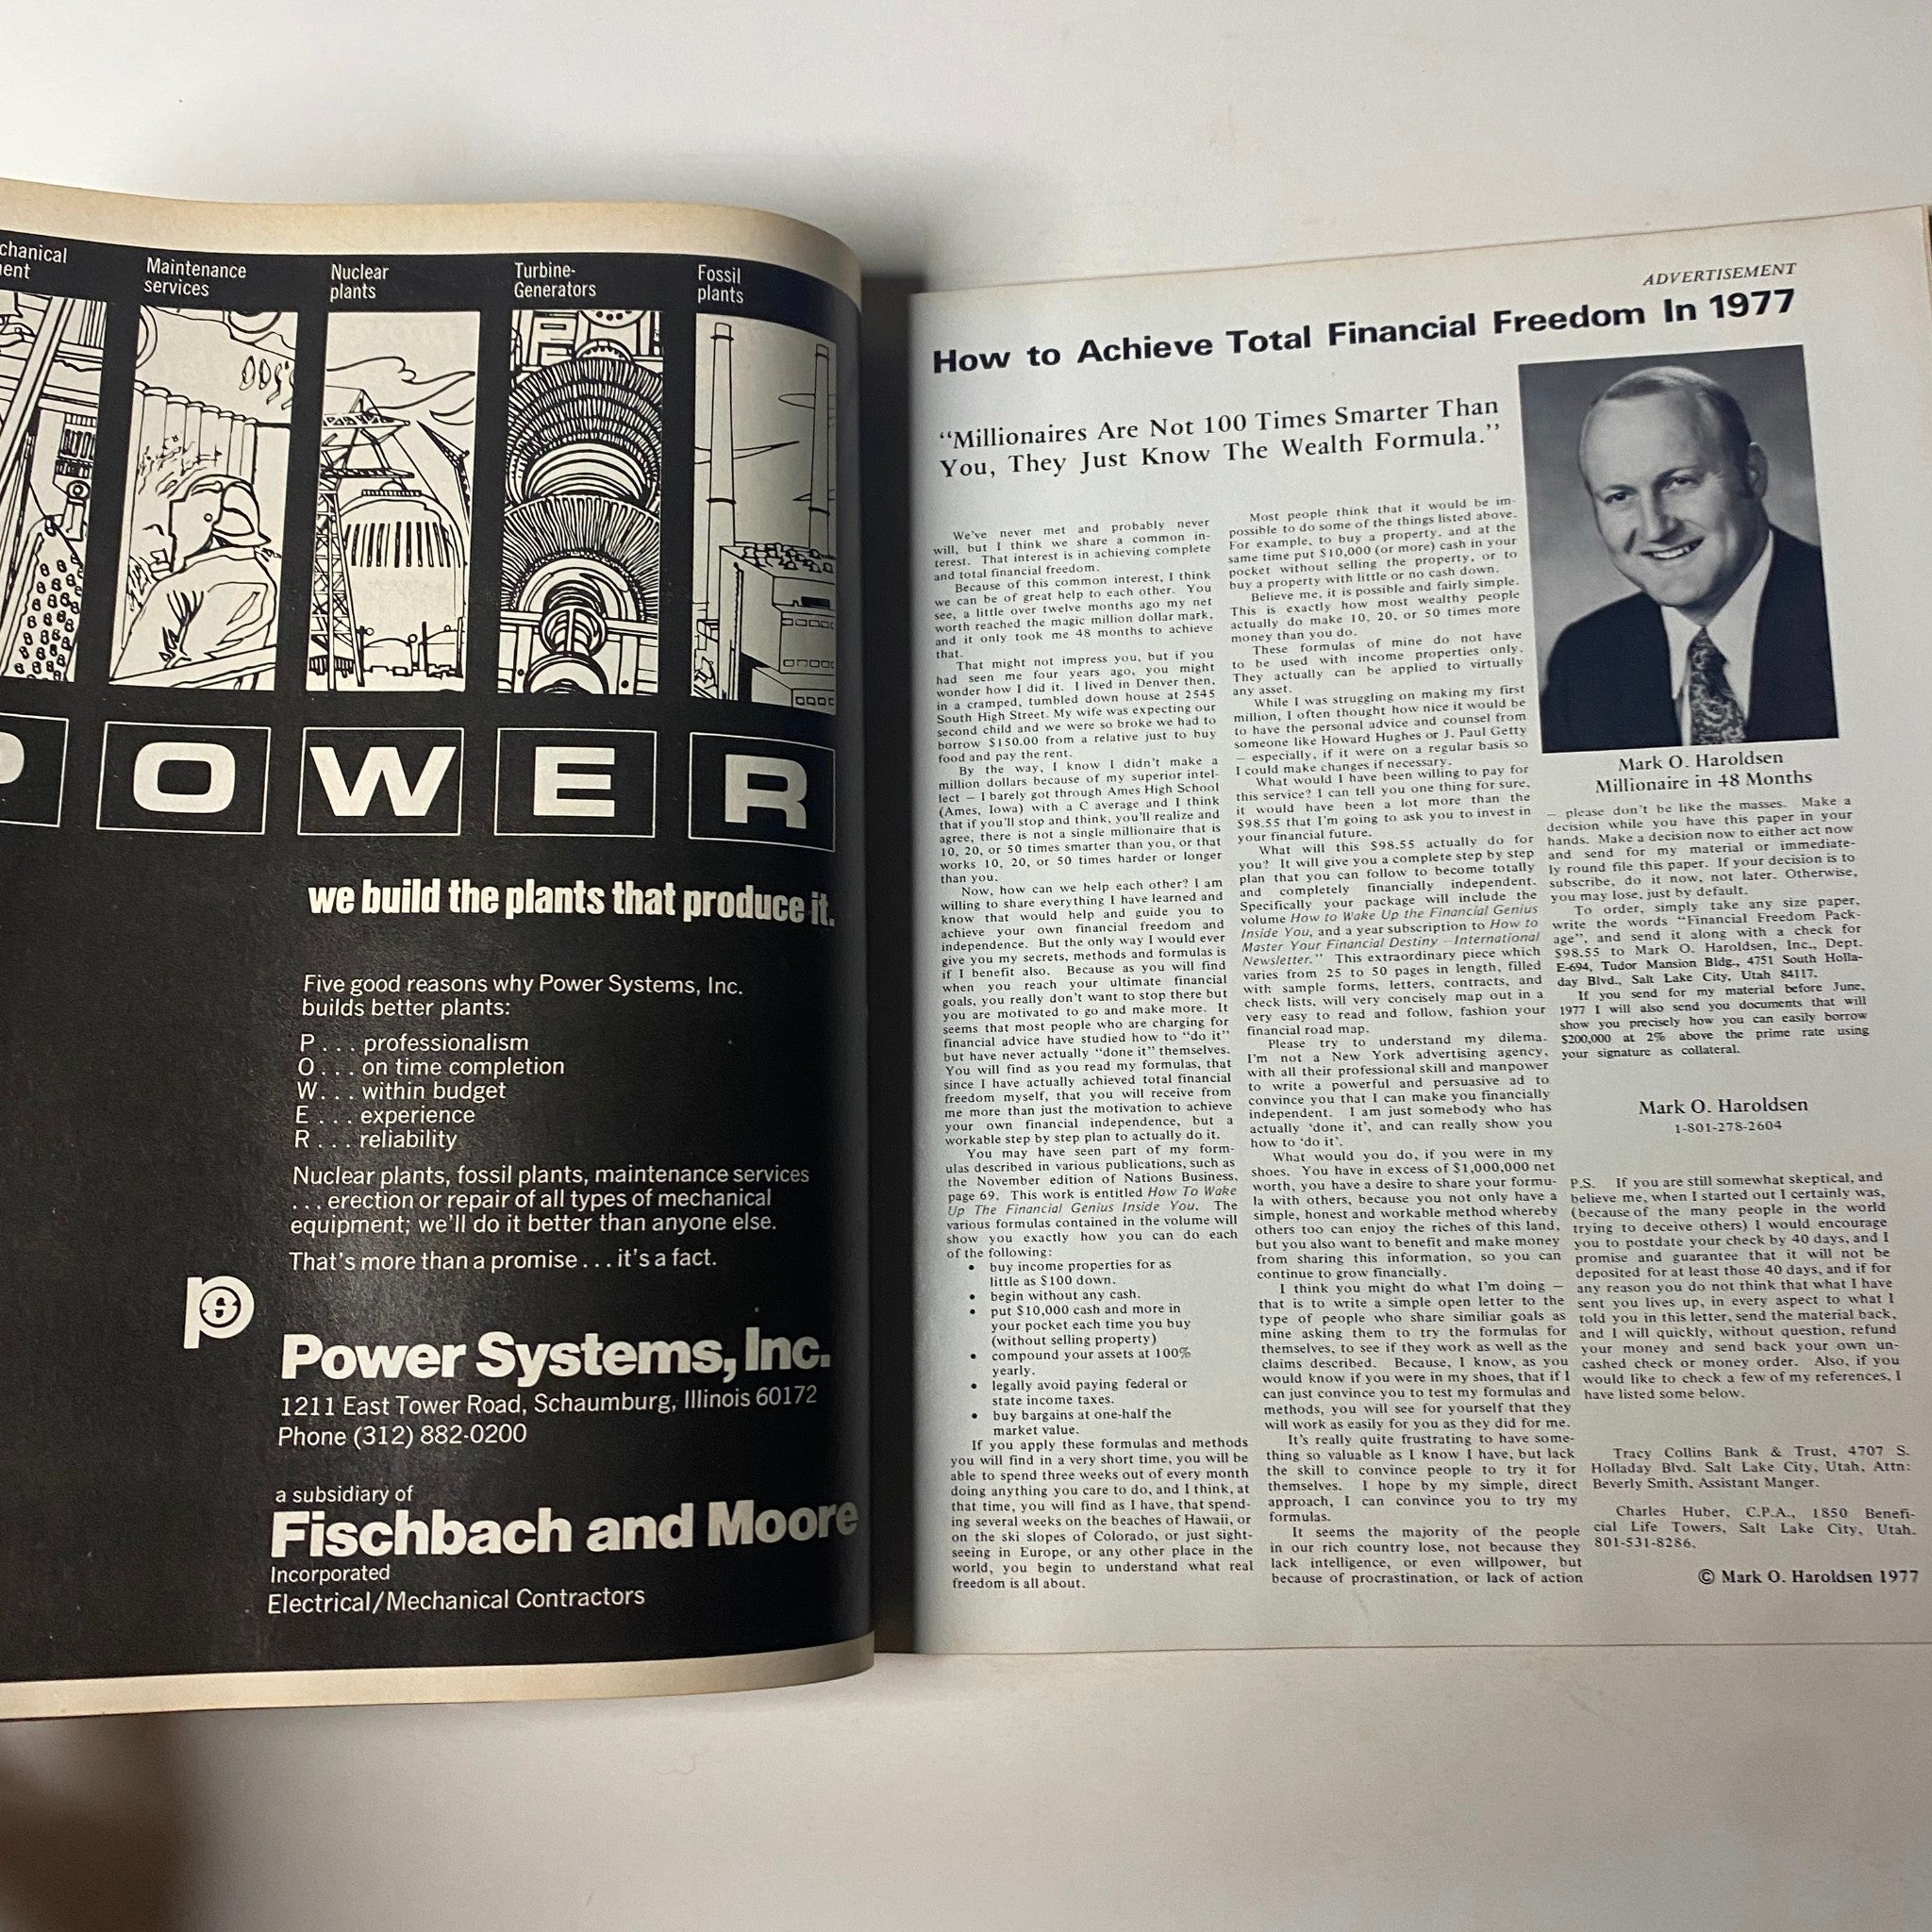 chanical
ent
Maintenance
services
Nuclear
plants
Turbine-
Generators
Fossil
plants
P O W E R
we build the plants that produce it.
Five good reasons why Power Systems, Inc.
builds better plants:
P . . . professionalism
O . . . on time completion
W . . . within budget
E . . . experience
R . . . reliability
Nuclear plants, fossil plants, maintenance services
. . . erection or repair of all types of mechanical
equipment; we'll do it better than anyone else.
That's more than a promise . . . it's a fact.
Power Systems, Inc.
1211 East Tower Road, Schaumburg, Illinois 60172
Phone (312) 882-0200
a subsidiary of
Fischbach and Moore
Incorporated
Electrical/Mechanical Contractors
ADVERTISEMENT
How to Achieve Total Financial Freedom In 1977
“Millionaires Are Not 100 Times Smarter Than
You, They Just Know The Wealth Formula.”
We've never met and probably never
will, but I think we share a common in-
terest. That interest is in achieving complete
and total financial freedom.
Because of this common interest, I think
we can be of great help to each other. You
see, a little over twelve months ago my net
worth reached the magic million dollar mark,
and it only took me 48 months to achieve
that.
That might not impress you, but if you
had seen me four years ago, you might
wonder how I did it. I lived in Denver then,
in a cramped, tumbled down house at 2545
South High Street. My wife was expecting our
second child and we were so broke we had to
borrow $150.00 from a relative just to buy
food and pay the rent.
By the way, I know I didn't make a
million dollars because of my superior intel-
lect – I barely got through Ames High School
(Ames, Iowa) with a C average and I think
that if you'll stop and think, you'll realize and
agree, there is not a single millionaire that is
10, 20, or 50 times smarter than you, or that
works 10, 20, or 50 times harder or longer
than you.
Now, how can we help each other? I am
willing to share everything I have learned and
know that would help and guide you to
achieve your own financial freedom and
independence. But the only way I would ever
give you my secrets, methods and formulas is
if I benefit also. Because as you will find
when you reach your ultimate financial
goals, you really don't want to stop there but
you are motivated to go and make more. It
seems that most people who are charging for
financial advice have studied how to “do it”
but have never actually “done it” themselves.
You will find as you read my formulas, that
since I have actually achieved total financial
freedom myself, that you will receive from
me more than just the motivation to achieve
your own financial independence, but a
workable step by step plan to actually do it.
You may have seen part of my form-
ulas described in various publications, such as
the November edition of Nations Business,
page 69. This work is entitled How To Wake
Up The Financial Genius Inside You. The
various formulas contained in the volume will
show you exactly how you can do each
of the following:
• buy income properties for as
little as $100 down.
• begin without any cash.
• put $10,000 cash and more in
your pocket each time you buy
(without selling property)
• compound your assets at 100%
yearly.
• legally avoid paying federal or
state income taxes.
• buy bargains at one-half the
market value.
If you apply these formulas and methods
you will find in a very short time, you will be
able to spend three weeks out of every month
doing anything you care to do, and I think, at
that time, you will find as I have, that spend-
ing several weeks on the beaches of Hawaii, or
on the ski slopes of Colorado, or just sight-
seeing in Europe, or any other place in the
world, you begin to understand what real
freedom is all about.
Most people think that it would be im-
possible to do some of the things listed above.
For example, to buy a property, and at the
same time put $10,000 (or more) cash in your
pocket without selling the property, or to
buy a property with little or no cash down.
Believe me, it is possible and fairly simple.
This is exactly how most wealthy people
actually do make 10, 20, or 50 times more
money than you do.
These formulas of mine do not have
to be used with income properties only.
They actually can be applied to virtually
any asset.
While I was struggling on making my first
million, I often thought how nice it would be
to have the personal advice and counsel from
someone like Howard Hughes or J. Paul Getty
– especially, if it were on a regular basis so
I could make changes if necessary.
What would I have been willing to pay for
this service? I can tell you one thing for sure,
it would have been a lot more than the
$98.55 that I'm going to ask you to invest in
your financial future.
What will this $98.55 actually do for
you? It will give you a complete step by step
plan that you can follow to become totally
and completely financially independent.
Specifically your package will include the
volume How to Wake Up the Financial Genius
Inside You, and a year subscription to How to
Master Your Financial Destiny – International
Newsletter.” This extraordinary piece which
varies from 25 to 50 pages in length, filled
with sample forms, letters, contracts, and
check lists, will very concisely map out in a
very easy to read and follow, fashion your
financial road map.
Please try to understand my dilema.
I'm not a New York advertising agency,
with all their professional skill and manpower
to write a powerful and persuasive ad to
convince you that I can make you financially
independent. I am just somebody who has
actually ‘done it’, and can really show you
how to ‘do it’.
What would you do, if you were in my
shoes. You have in excess of $1,000,000 net
worth, you have a desire to share your formu-
la with others, because you not only have a
simple, honest and workable method whereby
others too can enjoy the riches of this land,
but you also want to benefit and make money
from sharing this information, so you can
continue to grow financially.
I think you might do what I'm doing –
that is to write a simple open letter to the
type of people who share similiar goals as
mine asking them to try the formulas for
themselves, to see if they work as well as the
claims described. Because, I know, as you
would know if you were in my shoes, that if I
can just convince you to test my formulas and
methods, you will see for yourself that they
will work as easily for you as they did for me.
It's really quite frustrating to have some-
thing so valuable as I know I have, but lack
the skill to convince people to try it for
themselves. I hope by my simple, direct
approach, I can convince you to try my
formulas.
It seems the majority of the people
in our rich country lose, not because they
lack intelligence, or even willpower, but
because of procrastination, or lack of action
Mark O. Haroldsen
Millionaire in 48 Months
– please don't be like the masses. Make a
decision while you have this paper in your
hands. Make a decision now to either act now
and send for my material or immediate-
ly round file this paper. If your decision is to
subscribe, do it now, not later. Otherwise,
you may lose, just by default.
To order, simply take any size paper,
write the words “Financial Freedom Pack-
age”, and send it along with a check for
$98.55 to Mark O. Haroldsen, Inc., Dept.
E-694, Tudor Mansion Bldg., 4751 South Holla-
day Blvd., Salt Lake City, Utah 84117.
If you send for my material before June,
1977 I will also send you documents that will
show you precisely how you can easily borrow
$200,000 at 2% above the prime rate using
your signature as collateral.
Mark O. Haroldsen
1-801-278-2604
P.S. If you are still somewhat skeptical, and
believe me, when I started out I certainly was,
(because of the many people in the world
trying to deceive others) I would encourage
you to postdate your check by 40 days, and I
promise and guarantee that it will not be
deposited for at least those 40 days, and if for
any reason you do not think that what I have
sent you lives up, in every aspect to what I
told you in this letter, send the material back,
and I will quickly, without question, refund
your money and send back your own un-
cashed check or money order. Also, if you
would like to check a few of my references, I
have listed some below.
Tracy Collins Bank & Trust, 4707 S.
Holladay Blvd. Salt Lake City, Utah, Attn:
Beverly Smith, Assistant Manger.
Charles Huber, C.P.A., 1850 Benefi-
cial Life Towers, Salt Lake City, Utah.
801-531-8286.
© Mark O. Haroldsen 1977